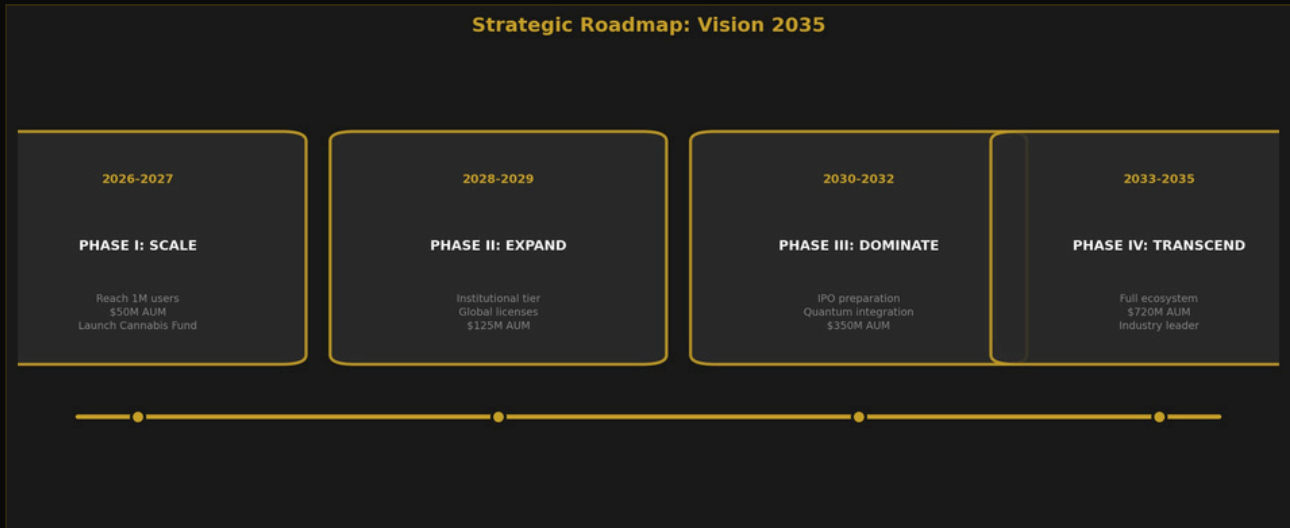 Strategic Roadmap: Vision 2035
2026-2027
PHASE I: SCALE
Reach 1M users
$50M AUM
Launch Cannabis Fund
2028-2029
PHASE II: EXPAND
Institutional tier
Global licenses
$125M AUM
2030-2032
PHASE III: DOMINATE
IPO preparation
Quantum integration
$350M AUM
2033-2035
PHASE IV: TRANSCEND
Full ecosystem
$720M AUM
Industry leader